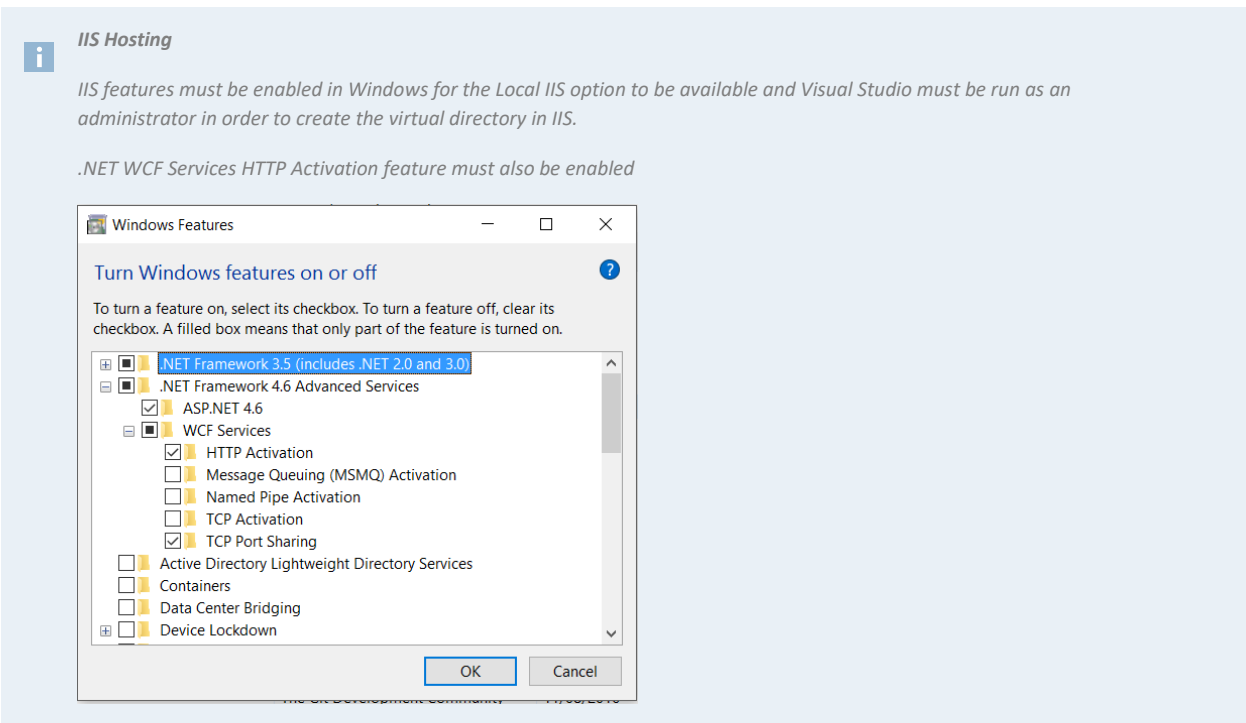 i
IIS Hosting
IIS features must be enabled in Windows for the Local IIS option to be available and Visual Studio must be run as an
administrator in order to create the virtual directory in IIS.
.NET WCF Services HTTP Activation feature must also be enabled
Windows Features
Turn Windows features on or off
?
To turn a feature on, select its checkbox. To turn a feature off, clear its
checkbox. A filled box means that only part of the feature is turned on.
.NET Framework 3.5 (includes .NET 2.0 and 3.0)
.NET Framework 4.6 Advanced Services
ASP.NET 4.6
WCF Services
HTTP Activation
Message Queuing (MSMQ) Activation
Named Pipe Activation
TCP Activation
TCP Port Sharing
Active Directory Lightweight Directory Services
Containers
Data Center Bridging
Device Lockdown
OK Cancel